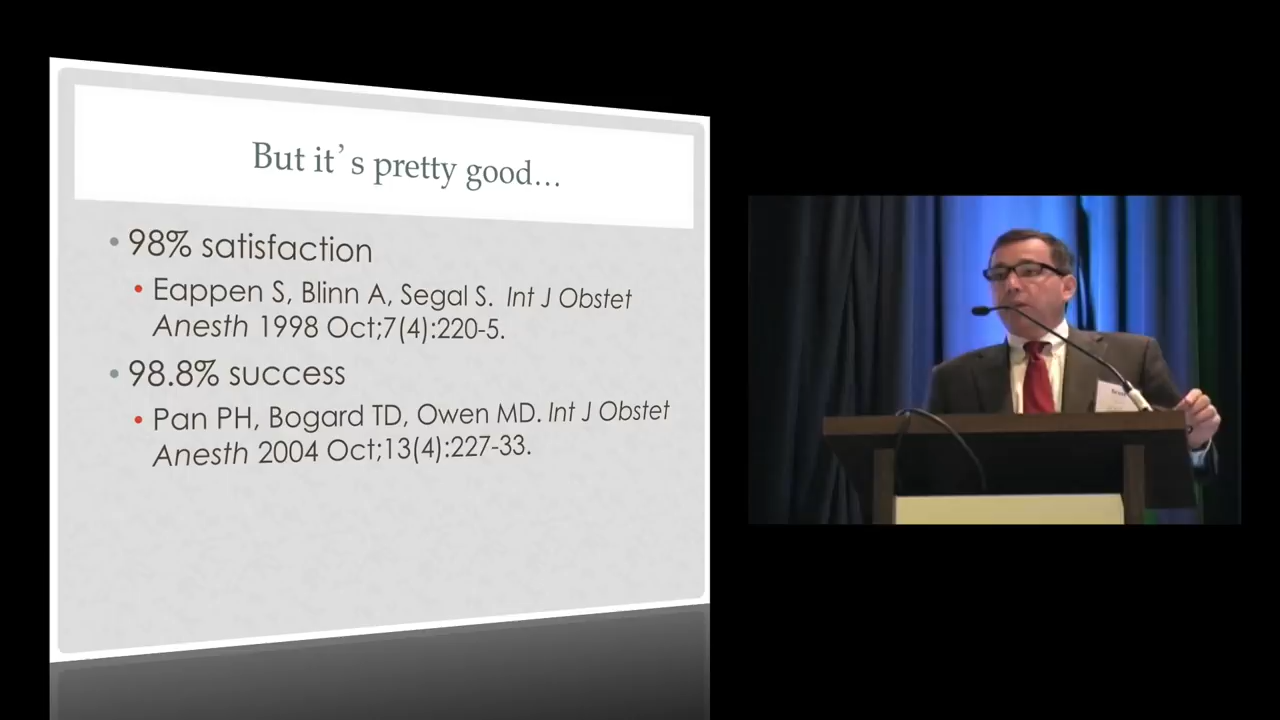 But it's pretty good…
• 98% satisfaction
• Eappen S, Blinn A, Segal S. Int J Obstet
Anesth 1998 Oct;7(4):220-5.
• 98.8% success
• Pan PH, Bogard TD, Owen MD. Int J Obstet
Anesth 2004 Oct;13(4):227-33.